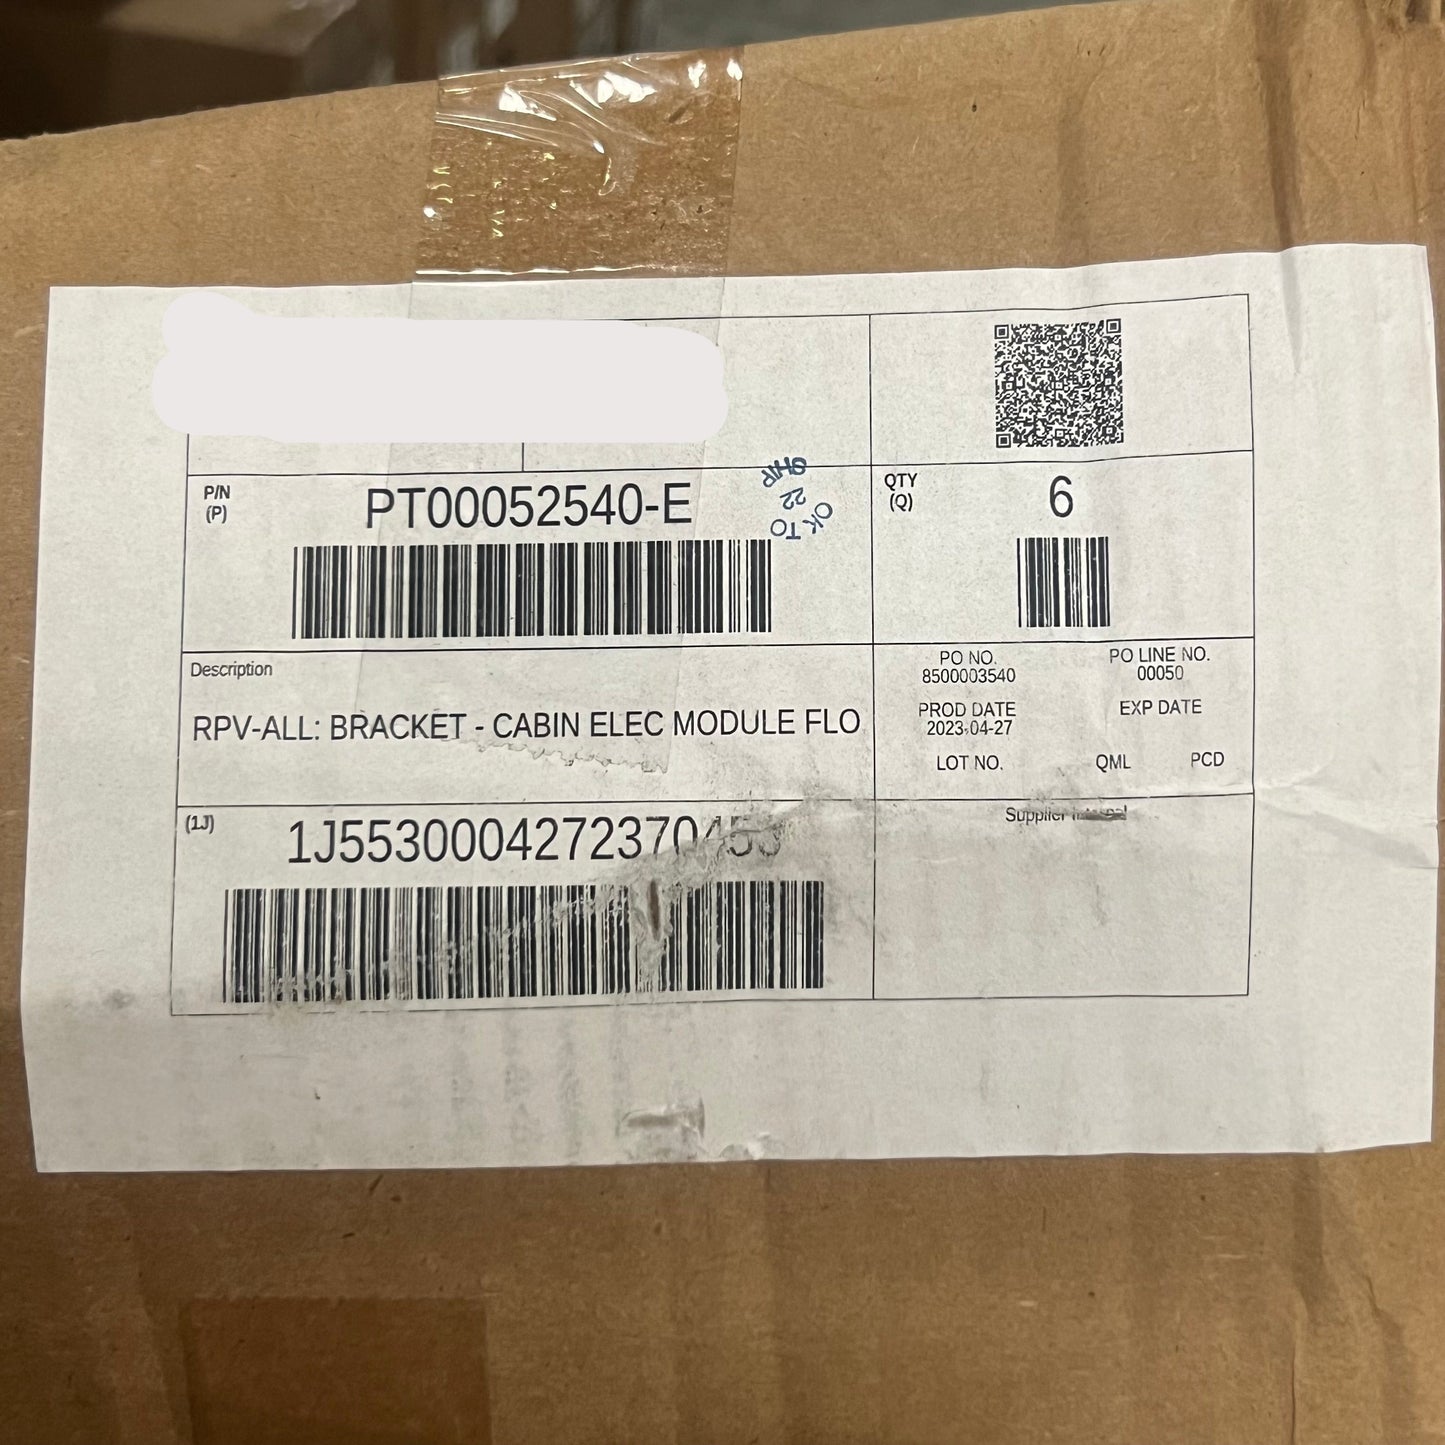 P/N
(P)
PT00052540-E
OK TO
22
SHIP
QTY
(Q)
6
Description
RPV-ALL: BRACKET - CABIN ELEC MODULE FLO
PO NO.
8500003540
PO LINE NO.
00050
PROD DATE
2023-04-27
EXP DATE
LOT NO.
QML
PCD
(1J)
Supplier